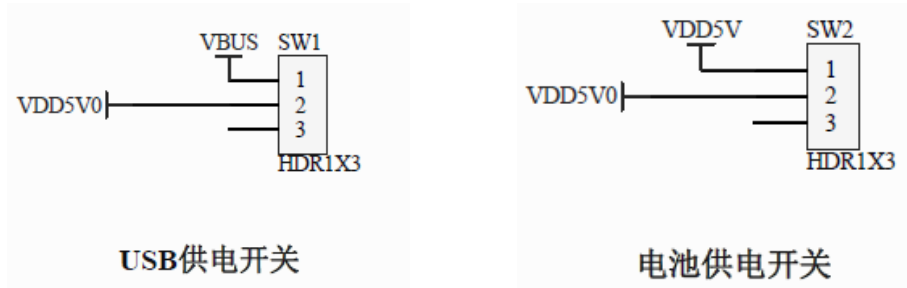 VBUS SW1
1
VDD5V0 2
3
HDR1X3
USB供电开关
VDD5V SW2
1
VDD5V0 2
3
HDR1X3
电池供电开关